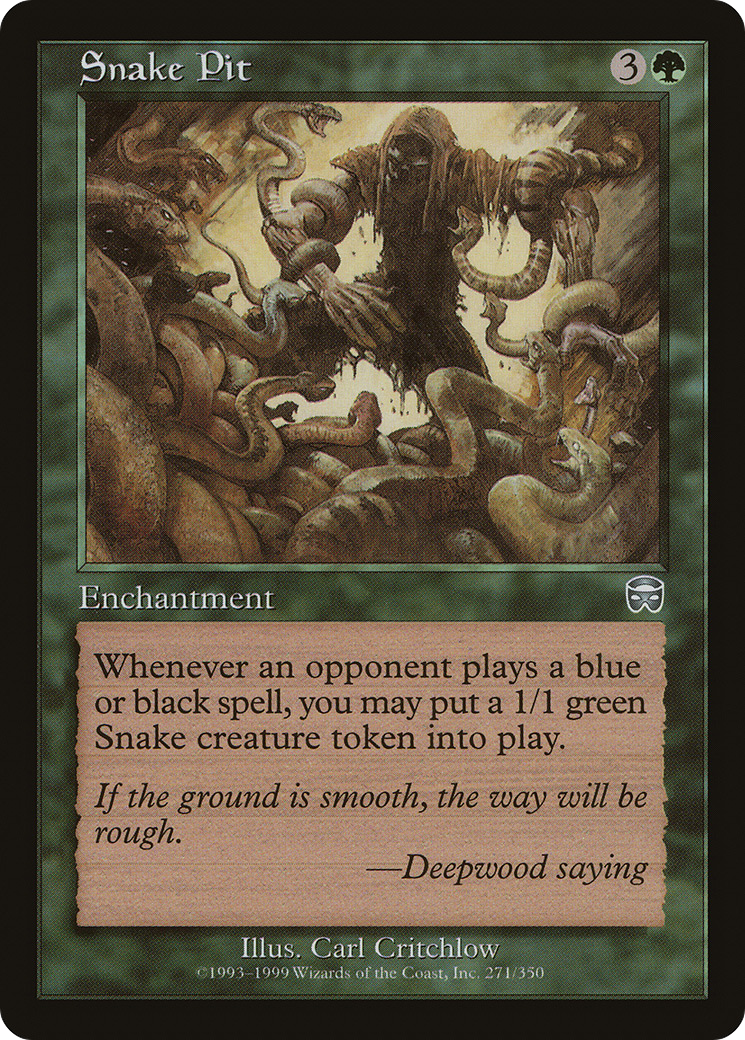 Snake Pit
3
Enchantment
Whenever an opponent plays a blue
or black spell, you may put a 1/1 green
Snake creature token into play.
If the ground is smooth, the way will be
rough.
—Deepwood saying
Illus. Carl Critchlow
©1993–1999 Wizards of the Coast, Inc. 271/350